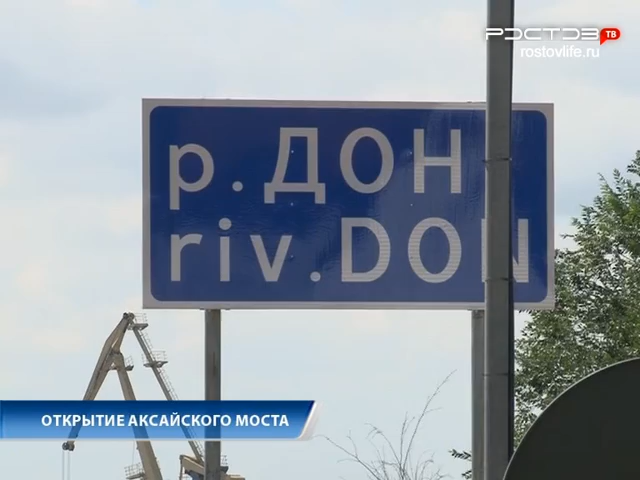 РОСТОВ ТВ
rostovlife.ru
р.ДОН
riv.DON
ОТКРЫТИЕ АКСАЙСКОГО МОСТА